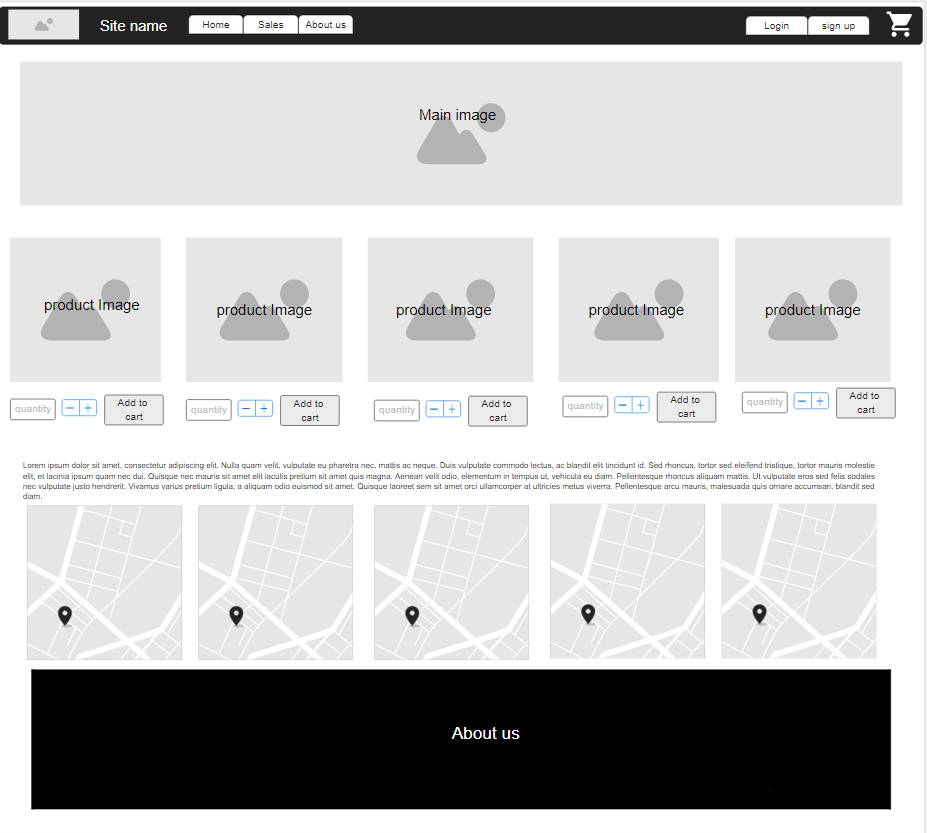 Site name
Home
Sales
About us
Login
sign up
Main image
product Image
product Image
product Image
product Image
product Image
quantity
Add to
cart
quantity
Add to
cart
quantity
Add to
cart
quantity
Add to
cart
quantity
Add to
cart
Lorem ipsum dolor sit amet, consectetur adipiscing elit. Nulla quam velit, vulputate eu pharetra nec, mattis ac neque. Duis vulputate commodo lectus, ac blandit elit tincidunt id. Sed rhoncus, tortor sed eleifend tristique, tortor mauris molestie
elit, et lacinia ipsum quam nec dui. Quisque nec mauris sit amet elit iaculis pretium sit amet quis magna. Aenean velit odio, elementum in tempus ut, vehicula eu diam. Pellentesque rhoncus aliquam mattis. Ut vulputate eros sed felis sodales
nec vulputate justo hendrerit. Vivamus varius pretium ligula, a aliquam odio euismod sit amet. Quisque laoreet sem sit amet orci ullamcorper at ultricies metus viverra. Pellentesque arcu mauris, malesuada quis ornare accumsan, blandit sed
diam.
About us